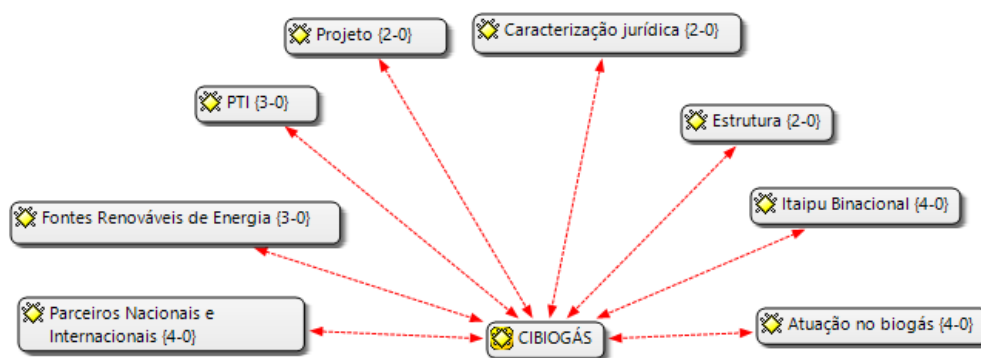 Projeto {2-0}
Caracterização jurídica {2-0}
PTI {3-0}
Estrutura {2-0}
Fontes Renováveis de Energia {3-0}
Itaipu Binacional {4-0}
Parceiros Nacionais e
Internacionais {4-0}
CIBIOGÁS
Atuação no biogás {4-0}